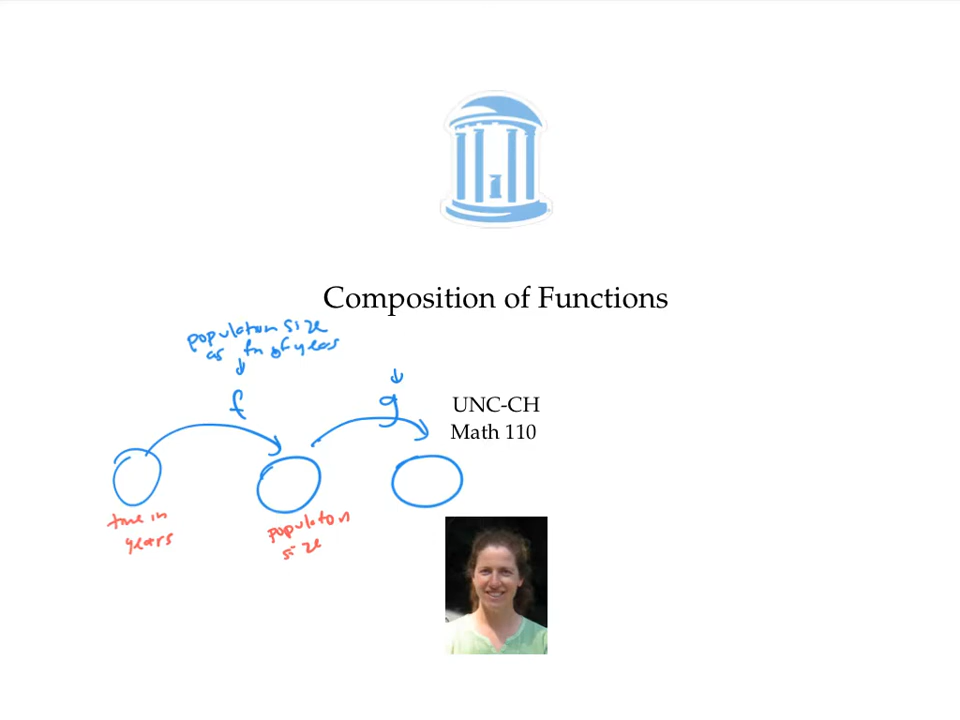 Composition of Functions
population size
as fn of years
f
g
UNC-CH
Math 110
time in
years
population
size